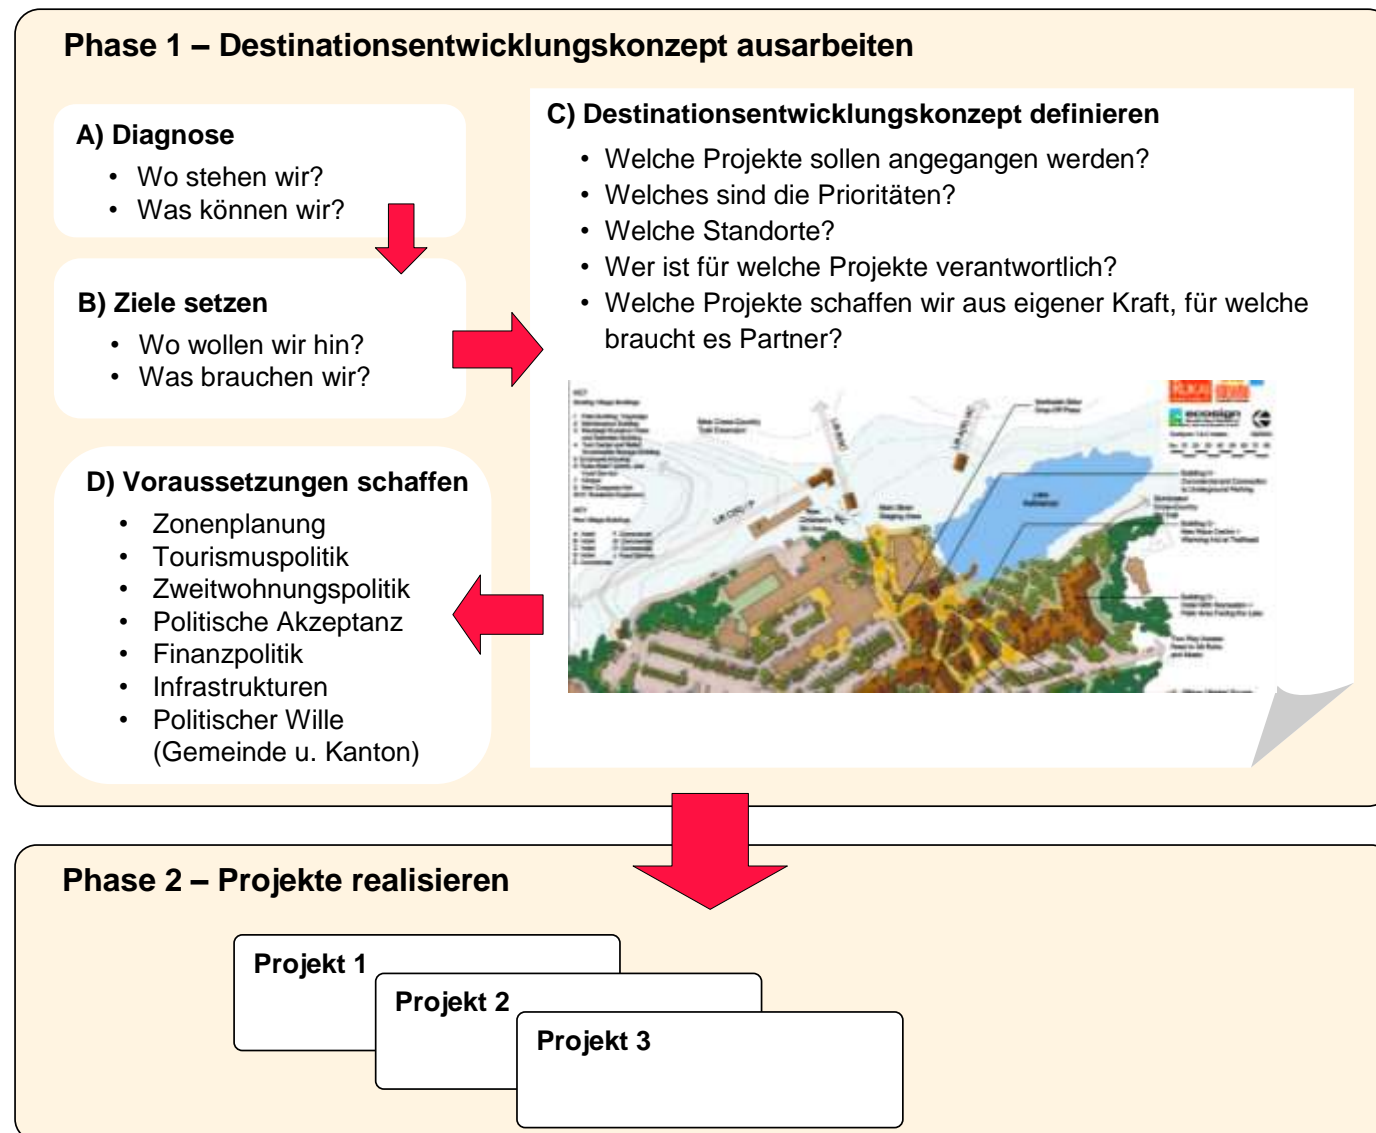 Phase 1 – Destinationsentwicklungskonzept ausarbeiten
A) Diagnose
• Wo stehen wir?
• Was können wir?
B) Ziele setzen
• Wo wollen wir hin?
• Was brauchen wir?
C) Destinationsentwicklungskonzept definieren
• Welche Projekte sollen angegangen werden?
• Welches sind die Prioritäten?
• Welche Standorte?
• Wer ist für welche Projekte verantwortlich?
• Welche Projekte schaffen wir aus eigener Kraft, für welche
braucht es Partner?
ecosign
D) Voraussetzungen schaffen
• Zonenplanung
• Tourismuspolitik
• Zweitwohnungspolitik
• Politische Akzeptanz
• Finanzpolitik
• Infrastrukturen
• Politischer Wille
(Gemeinde u. Kanton)
Phase 2 – Projekte realisieren
Projekt 1
Projekt 2
Projekt 3